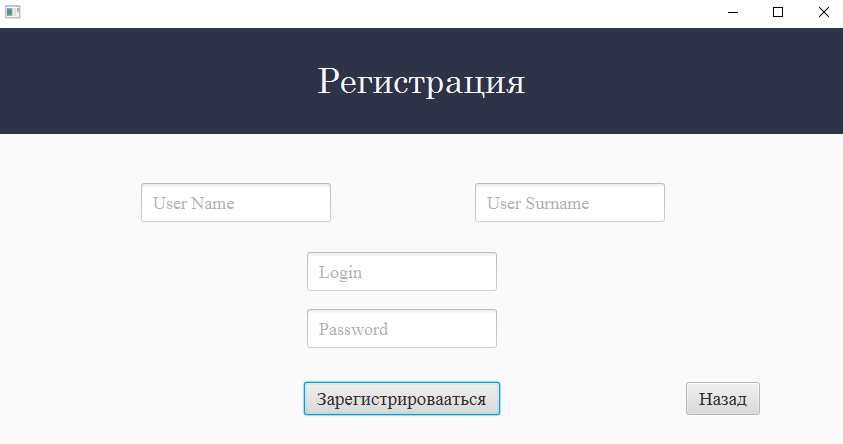 Регистрация
User Name User Surname
Login
Password
Зарегистрировааться Назад